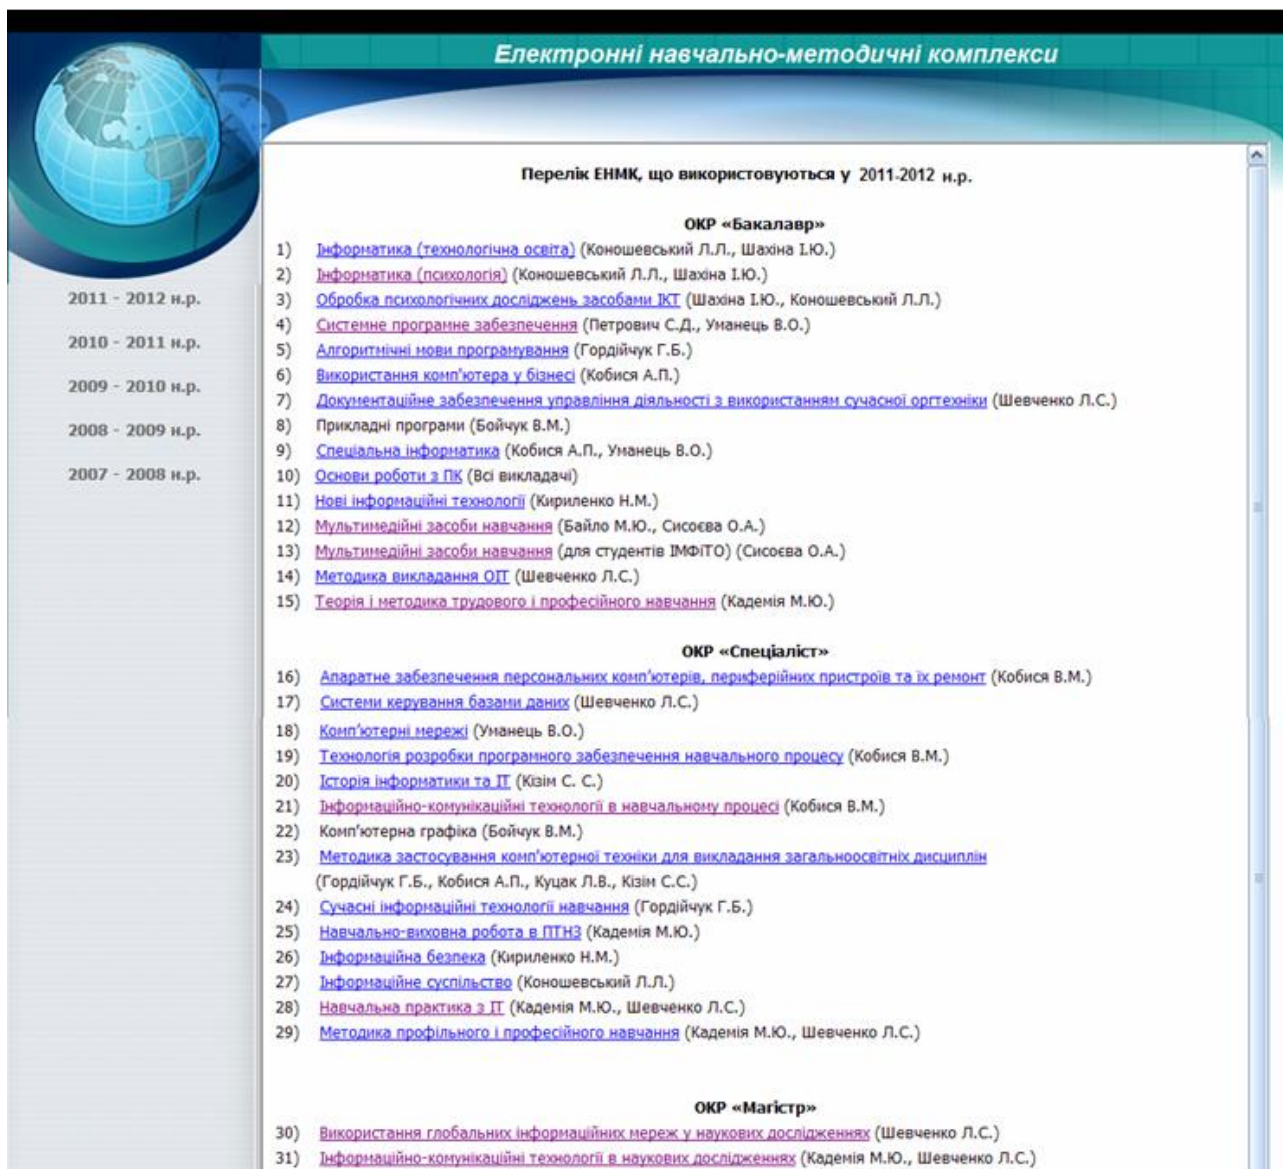 Електронні навчально-методичні комплекси
Перелік ЕНМК, що використовуються у 2011-2012 н.р.
ОКР «Бакалавр»
1) Інформатика (технологічна освіта) (Коношевський Л.Л., Шахіна І.Ю.)
2) Інформатика (психологія) (Коношевський Л.Л., Шахіна І.Ю.)
3) Обробка психологічних досліджень засобами ІКТ (Шахіна І.Ю., Коношевський Л.Л.)
4) Системне програмне забезпечення (Петрович С.Д., Уманець В.О.)
5) Алгоритмічні мови програмування (Гордійчук Г.Б.)
6) Використання комп'ютера у бізнесі (Кобися А.П.)
7) Документаційне забезпечення управління діяльності з використанням сучасної оргтехніки (Шевченко Л.С.)
8) Прикладні програми (Бойчук В.М.)
9) Спеціальна інформатика (Кобися А.П., Уманець В.О.)
10) Основи роботи з ПК (Всі викладачі)
11) Нові інформаційні технології (Кириленко Н.М.)
12) Мультимедійні засоби навчання (Байло М.Ю., Сисоєва О.А.)
13) Мультимедійні засоби навчання (для студентів ІМФіТО) (Сисоєва О.А.)
14) Методика викладання ОІТ (Шевченко Л.С.)
15) Теорія і методика трудового і професійного навчання (Кадемія М.Ю.)
ОКР «Спеціаліст»
16) Апаратне забезпечення персональних комп'ютерів, периферійних пристроїв та їх ремонт (Кобися В.М.)
17) Системи керування базами даних (Шевченко Л.С.)
18) Комп'ютерні мережі (Уманець В.О.)
19) Технологія розробки програмного забезпечення навчального процесу (Кобися В.М.)
20) Історія інформатики та ІТ (Кізім С. С.)
21) Інформаційно-комунікаційні технології в навчальному процесі (Кобися В.М.)
22) Комп'ютерна графіка (Бойчук В.М.)
23) Методика застосування комп'ютерної техніки для викладання загальноосвітніх дисциплін
(Гордійчук Г.Б., Кобися А.П., Куцак Л.В., Кізім С.С.)
24) Сучасні інформаційні технології навчання (Гордійчук Г.Б.)
25) Навчально-виховна робота в ПТНЗ (Кадемія М.Ю.)
26) Інформаційна безпека (Кириленко Н.М.)
27) Інформаційне суспільство (Коношевський Л.Л.)
28) Навчальна практика з ІТ (Кадемія М.Ю., Шевченко Л.С.)
29) Методика профільного і професійного навчання (Кадемія М.Ю., Шевченко Л.С.)
ОКР «Магістр»
30) Використання глобальних інформаційних мереж у наукових дослідженнях (Шевченко Л.С.)
31) Інформаційно-комунікаційні технології в наукових дослідженнях (Кадемія М.Ю., Шевченко Л.С.)
2011 - 2012 н.р.
2010 - 2011 н.р.
2009 - 2010 н.р.
2008 - 2009 н.р.
2007 - 2008 н.р.